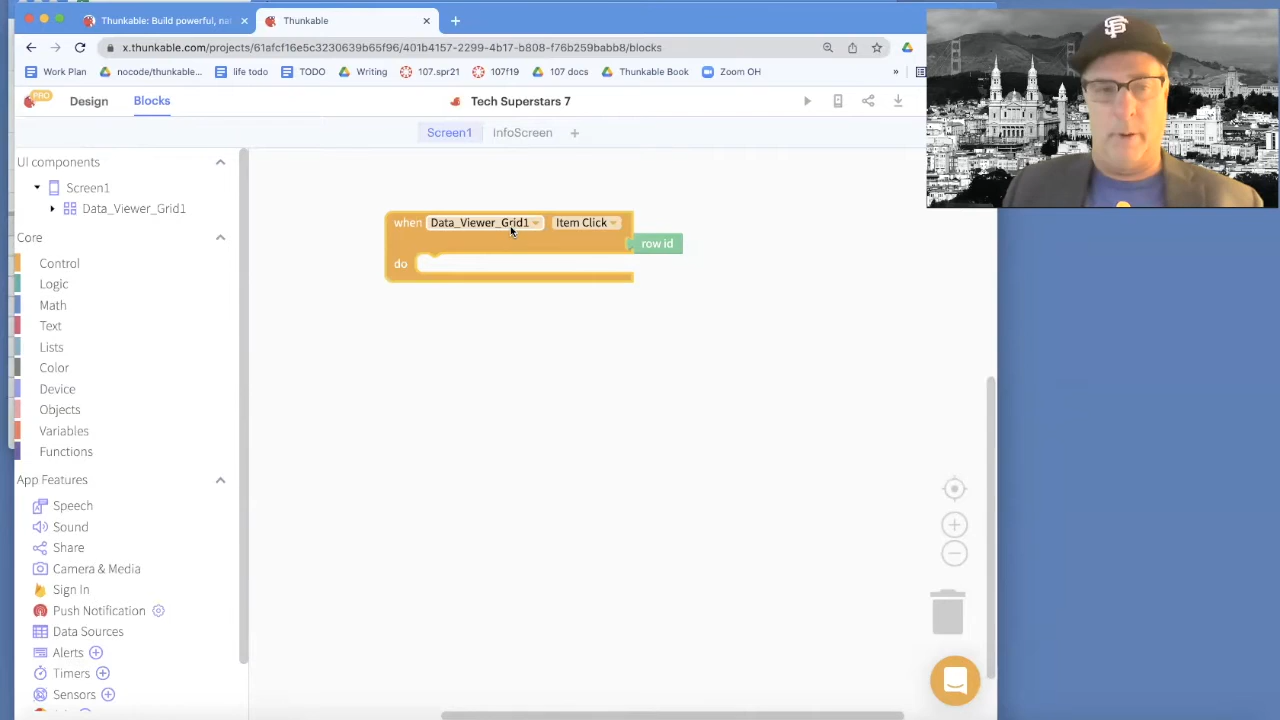 Thunkable: Build powerful, na
Thunkable
x.thunkable.com/projects/61afcf16e5c3230639b65f96/401b4157-2299-4b17-b808-f76b259babb8/blocks
Work Plan
nocode/thunkable...
life todo
TODO
Writing
107.spr21
107f19
107 docs
Thunkable Book
Zoom OH
»
PRO
Design
Blocks
Tech Superstars 7
Screen1
InfoScreen
UI components
Screen1
Data_Viewer_Grid1
Core
Control
Logic
Math
Text
Lists
Color
Device
Objects
Variables
Functions
App Features
Speech
Sound
Share
Camera & Media
Sign In
Push Notification
Data Sources
Alerts
Timers
Sensors
when Data_Viewer_Grid1 Item Click
row id
do
SF